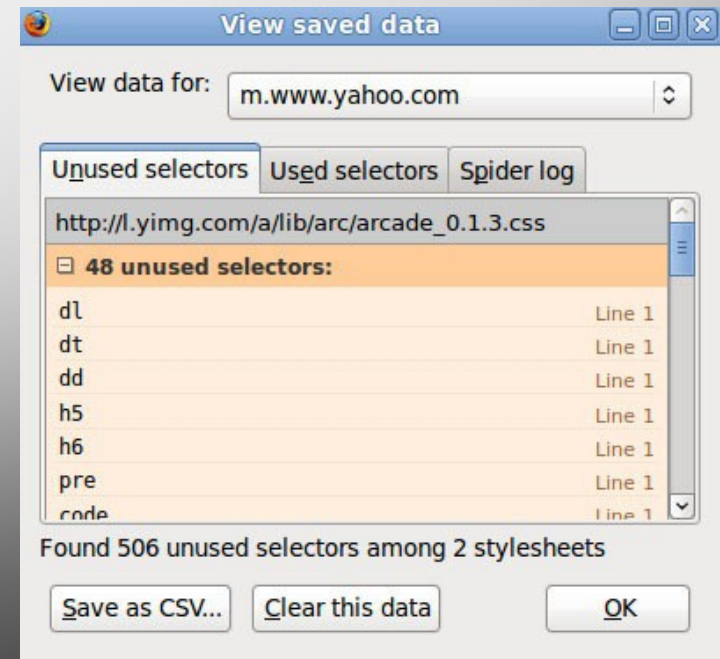 View saved data
View data for: m.www.yahoo.com
Unused selectors Used selectors Spider log
http://l.yimg.com/a/lib/arc/arcade_0.1.3.css
48 unused selectors:
dl Line 1
dt Line 1
dd Line 1
h5 Line 1
h6 Line 1
pre Line 1
code Line 1
Found 506 unused selectors among 2 stylesheets
Save as CSV... Clear this data OK